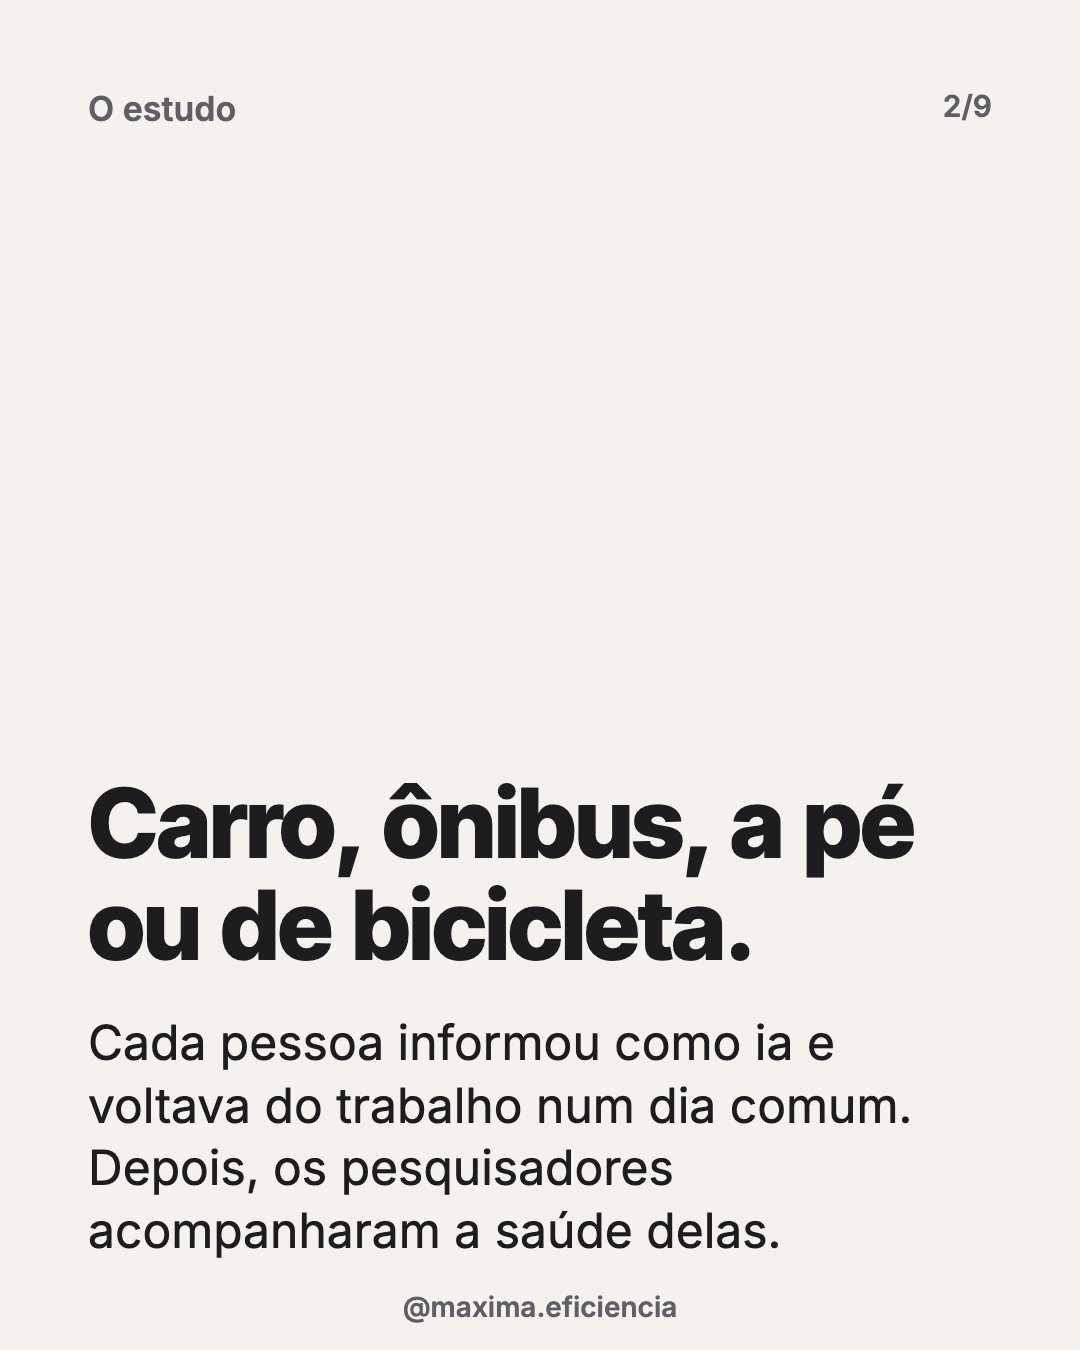 O estudo
2/9
Carro, ônibus, a pé
ou de bicicleta.
Cada pessoa informou como ia e
voltava do trabalho num dia comum.
Depois, os pesquisadores
acompanharam a saúde delas.
@maxima.eficiencia